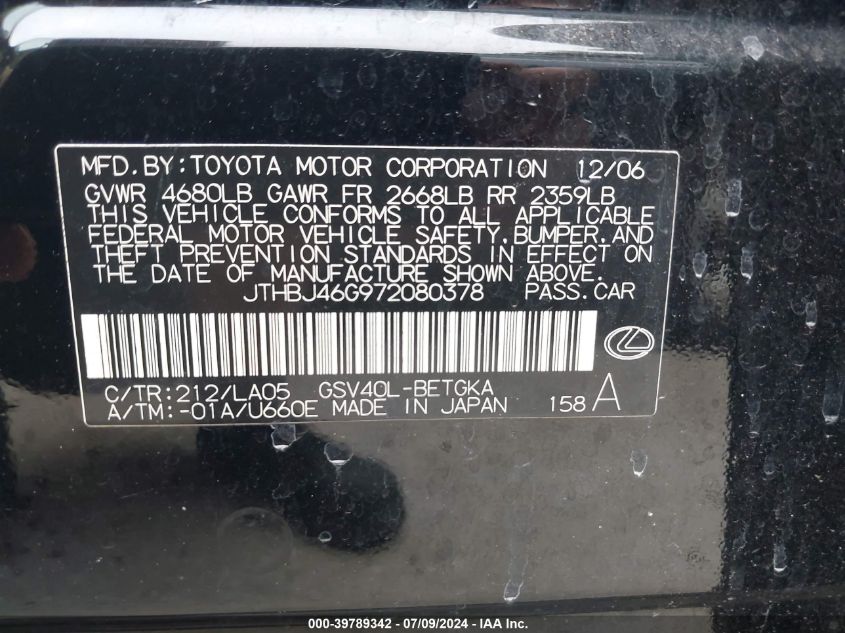 MFD.BY:TOYOTA MOTOR CORPORATION 12/06
GVWR 4680LB GAWR FR 2668LB RR 2359LB
THIS VEHICLE CONFORMS TO ALL APPLICABLE
FEDERAL MOTOR VEHICLE SAFETY,BUMPER,AND
THEFT PREVENTION STANDARDS IN EFFECT ON
THE DATE OF MANUFACTURE SHOWN ABOVE.
JTHBJ46G972080378 PASS.CAR
C/TR:212/LA05 GSV40L-BETGKA
A/TM:-01A/U660E MADE IN JAPAN 158 A
000-39789342 - 07/09/2024 - IAA Inc.